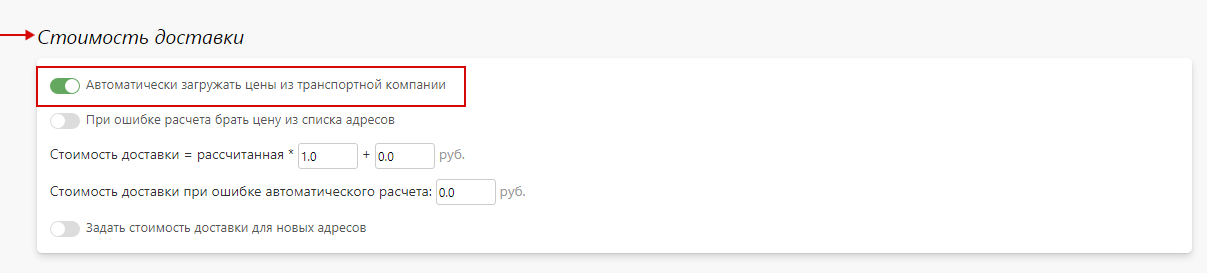 Стоимость доставки
Автоматически загружать цены из транспортной компании
При ошибке расчета брать цену из списка адресов
Стоимость доставки = рассчитанная * 1.0 + 0.0 руб.
Стоимость доставки при ошибке автоматического расчета: 0.0 руб.
Задать стоимость доставки для новых адресов